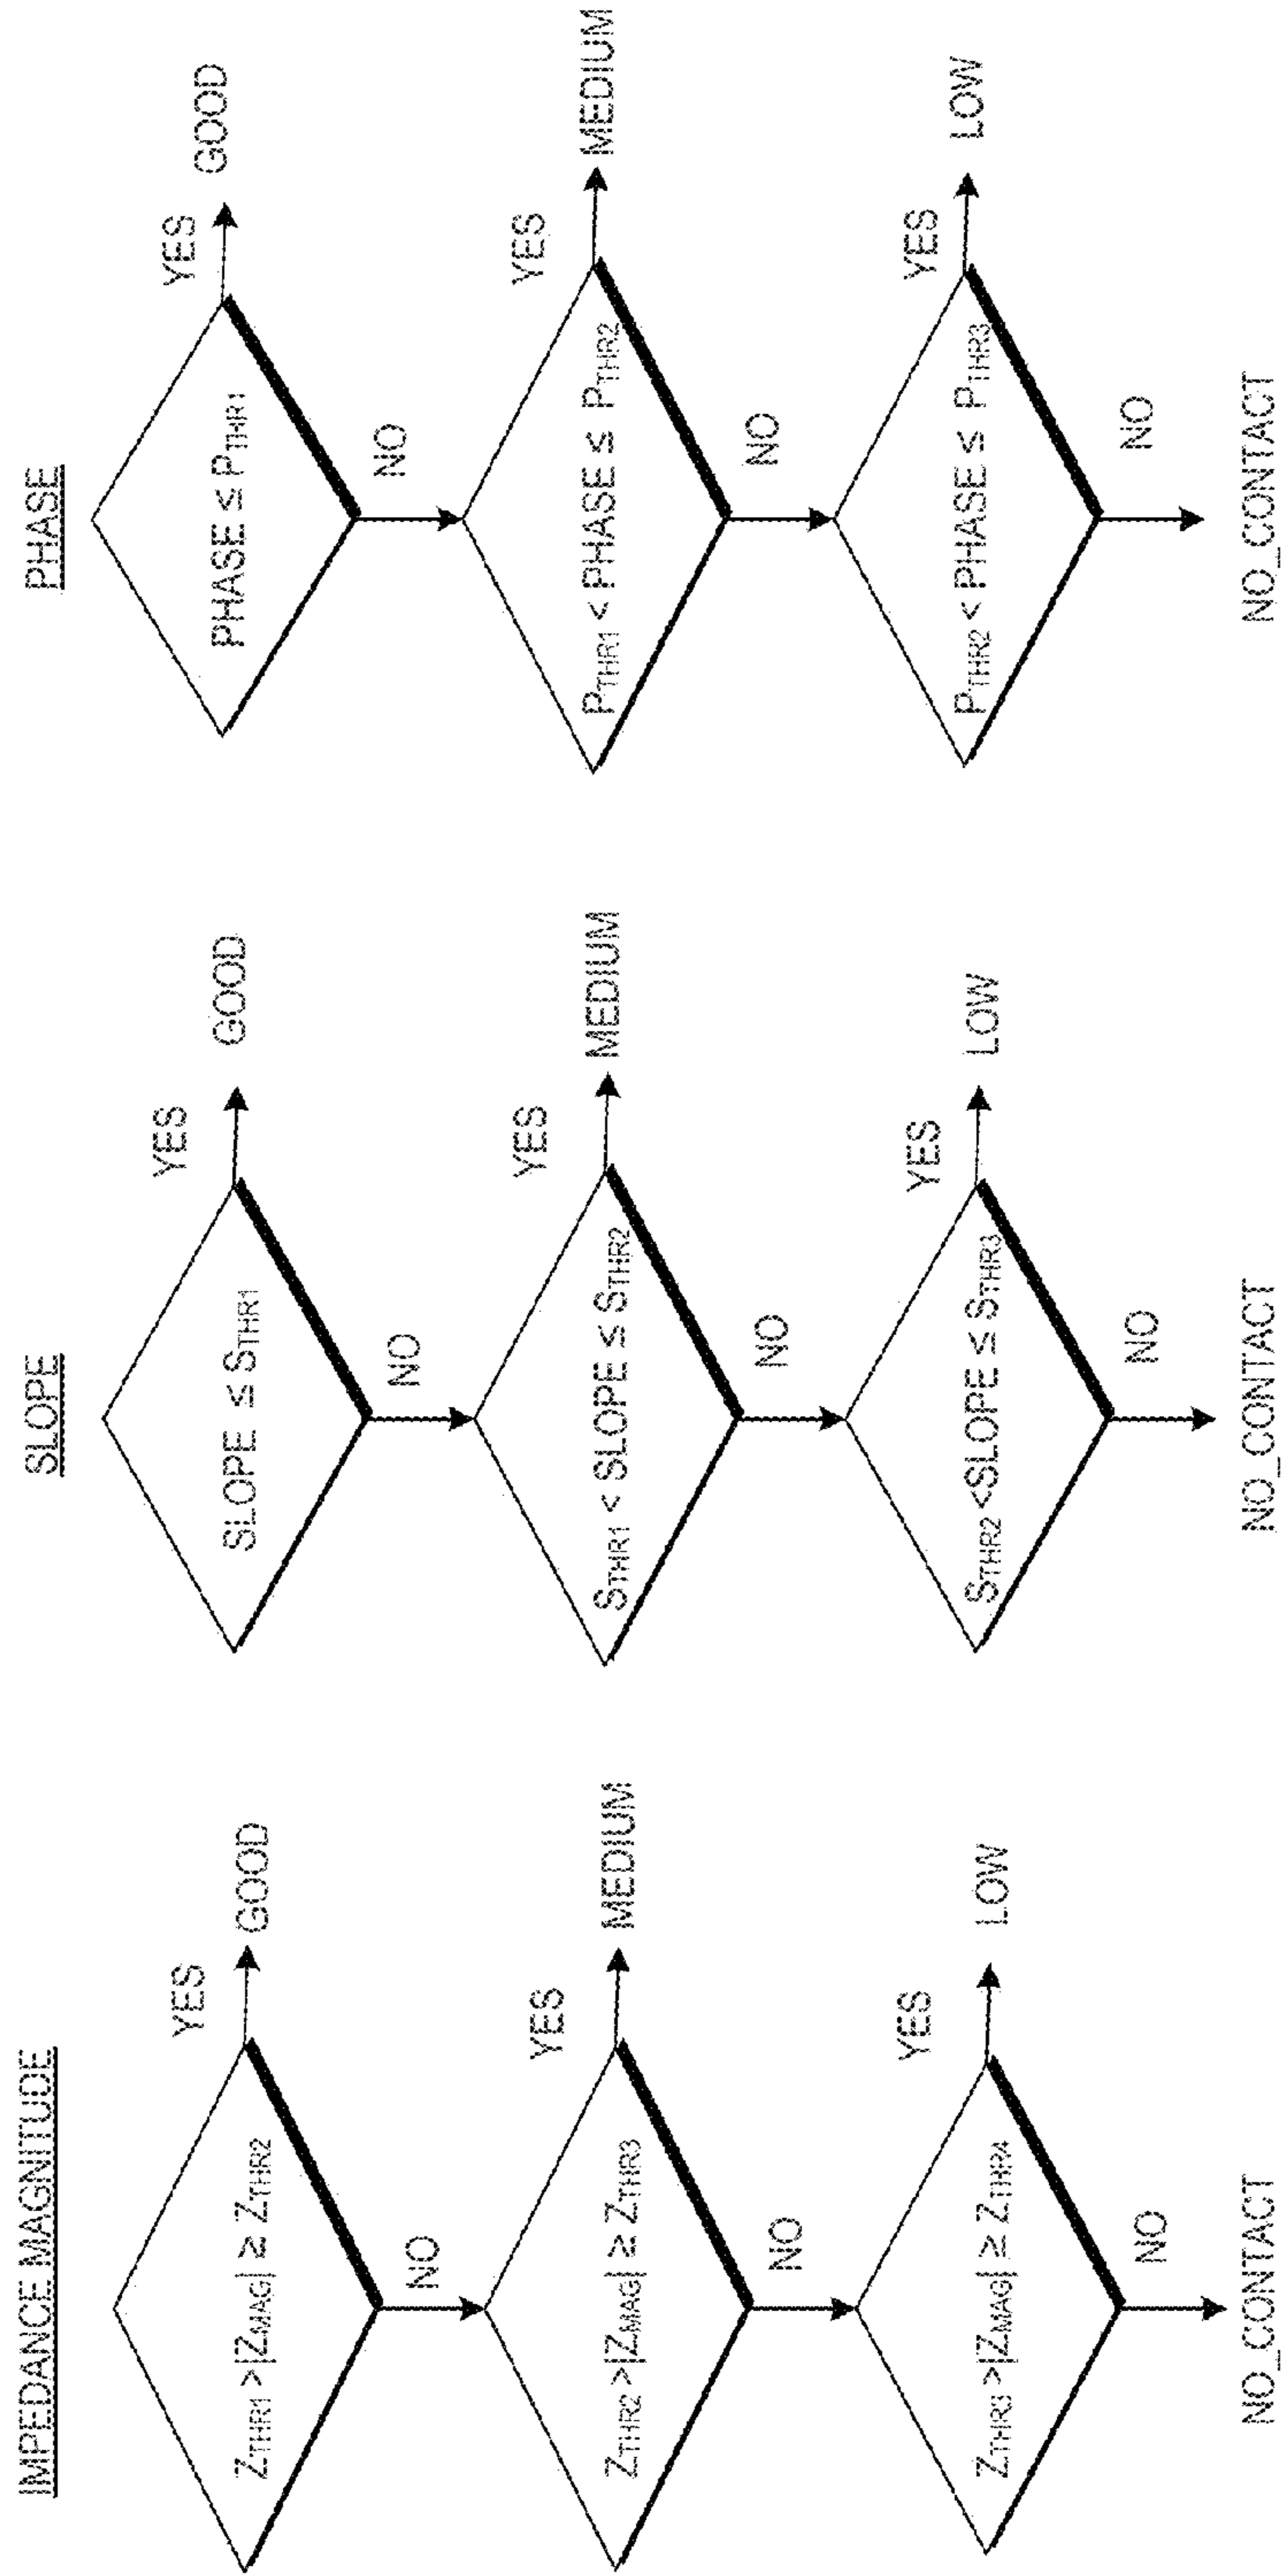 IMPEDANCE MAGNITUDE
Z_THR1 >|Z_MAG| ≥ Z_THR2
YES
GOOD
NO
Z_THR2 >|Z_MAG| ≥ Z_THR3
YES
MEDIUM
NO
Z_THR3 >|Z_MAG| ≥ Z_THR4
YES
LOW
NO
NO_CONTACT
SLOPE
SLOPE ≤ S_THR1
YES
GOOD
NO
S_THR1 < SLOPE ≤ S_THR2
YES
MEDIUM
NO
S_THR2 <SLOPE ≤ S_THR3
YES
LOW
NO
NO_CONTACT
PHASE
PHASE ≤ P_THR1
YES
GOOD
NO
P_THR1 < PHASE ≤ P_THR2
YES
MEDIUM
NO
P_THR2 < PHASE ≤ P_THR3
YES
LOW
NO
NO_CONTACT